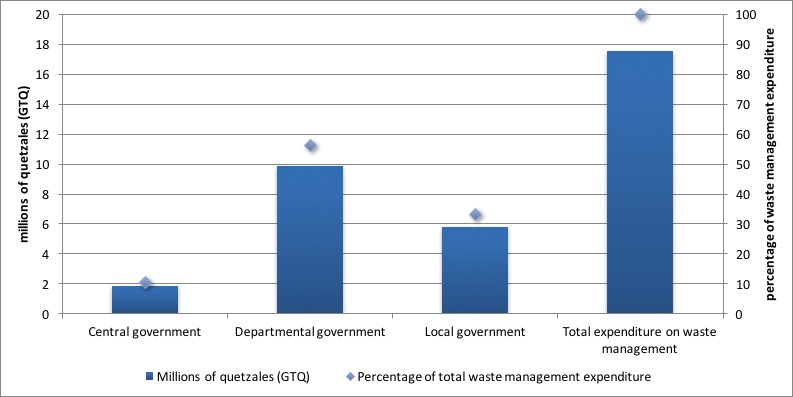 20
18
16
14
12
10
8
6
4
2
0
millions of quetzales (GTQ)
100
90
80
70
60
50
40
30
20
10
0
percentage of waste management expenditure
Central government
Departmental government
Local government
Total expenditure on waste
management
Millions of quetzales (GTQ)
Percentage of total waste management expenditure